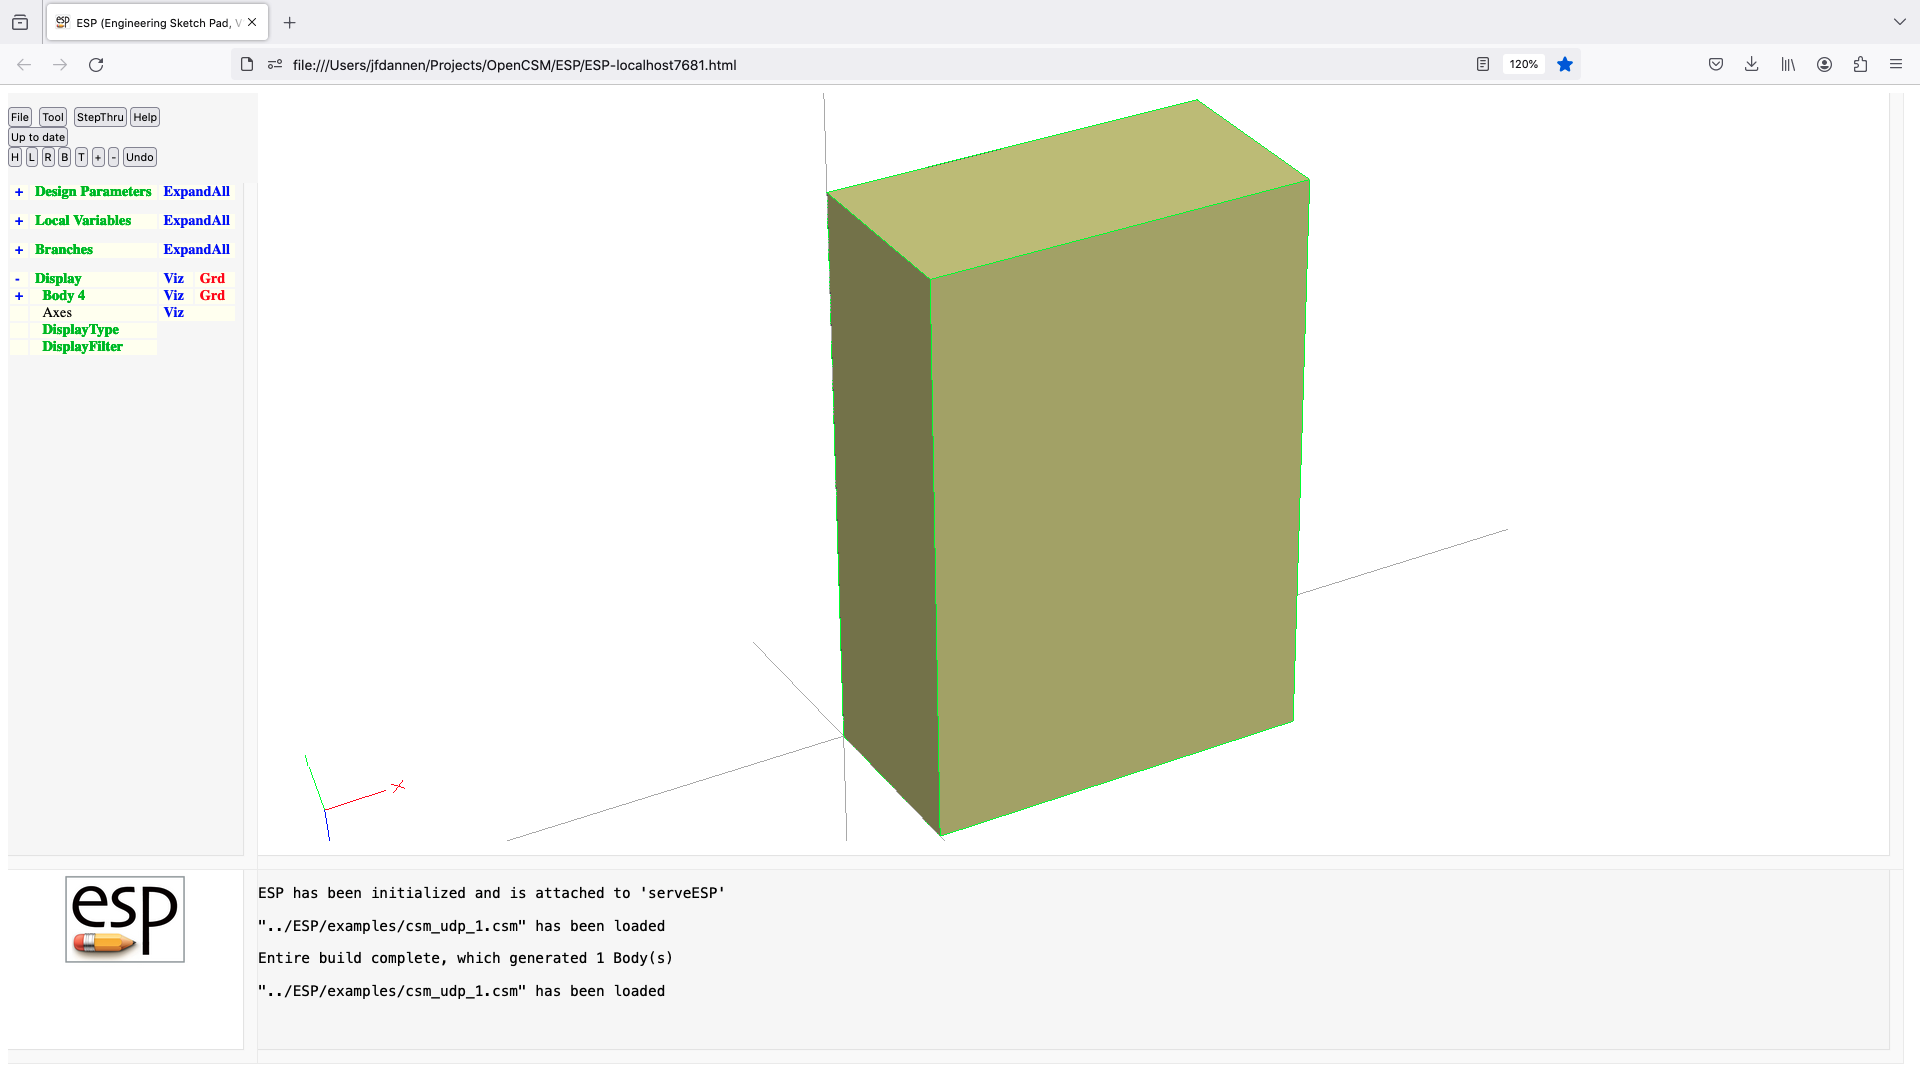 ESP (Engineering Sketch Pad, V
file:///Users/jfdannen/Projects/OpenCSM/ESP/ESP-localhost7681.html
120%
File Tool StepThru Help
Up to date
H L R B T + - Undo
+ Design Parameters ExpandAll
+ Local Variables ExpandAll
+ Branches ExpandAll
- Display Viz Grd
+ Body 4 Viz Grd
Axes Viz
DisplayType
DisplayFilter
X
esp
ESP has been initialized and is attached to 'serveESP'
"../ESP/examples/csm_udp_1.csm" has been loaded
Entire build complete, which generated 1 Body(s)
"../ESP/examples/csm_udp_1.csm" has been loaded